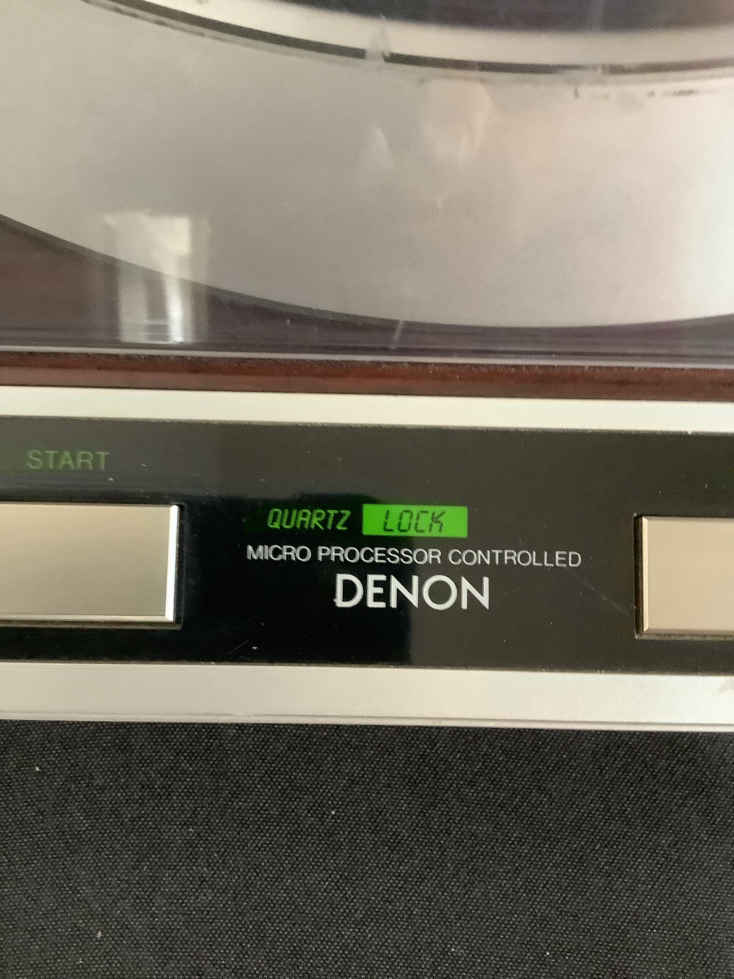 START
QUARTZ LOCK
MICRO PROCESSOR CONTROLLED
DENON